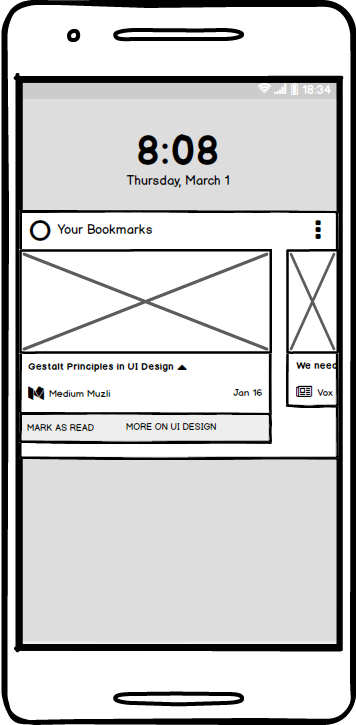 18:34
8:08
Thursday, March 1
Your Bookmarks
Gestalt Principles in UI Design
Medium Muzli
Jan 16
MARK AS READ
MORE ON UI DESIGN
We need
Vox